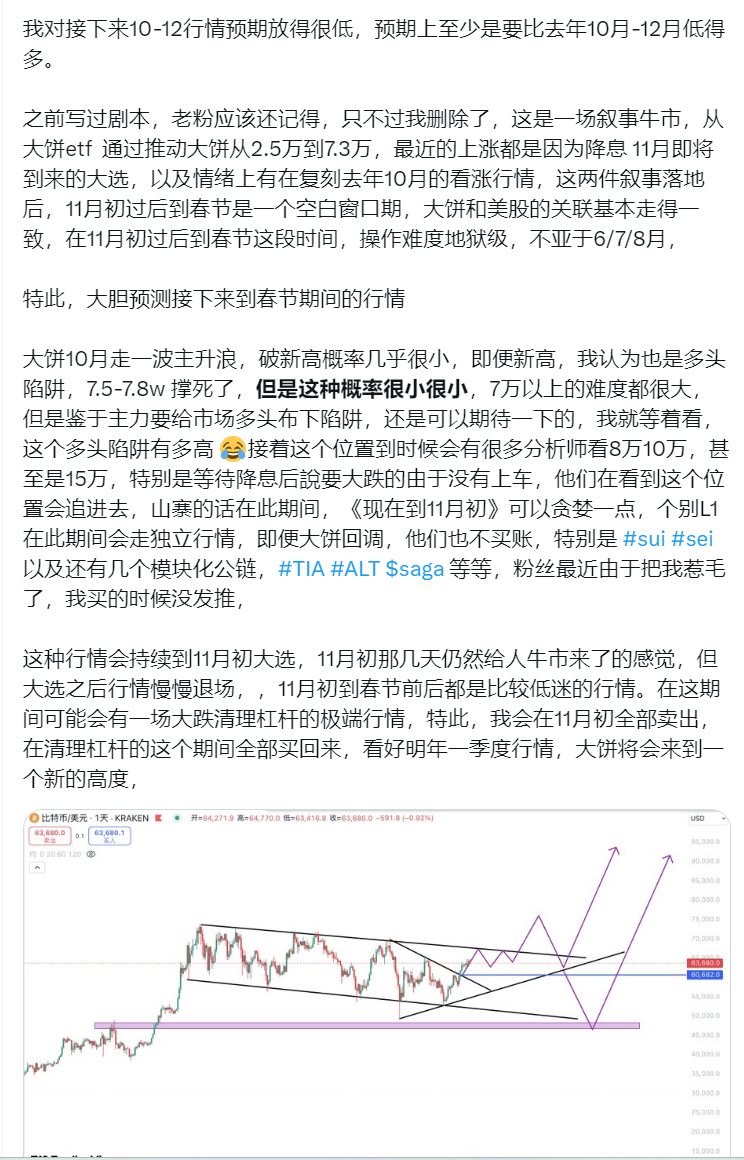 我对接下来10-12行情预期放得很低，预期上至少是要比去年10月-12月低得
多。
之前写过剧本，老粉应该还记得，只不过我删除了，这是一场叙事牛市，从
大饼etf 通过推动大饼从2.5万到7.3万，最近的上涨都是因为降息 11月即将
到来的大选，以及情绪上有在复刻去年10月的看涨行情，这两件叙事落地
后，11月初过后到春节是一个空白窗口期，大饼和美股的关联基本走得一
致，在11月初过后到春节这段时间，操作难度地狱级，不亚于6/7/8月，
特此，大胆预测接下来到春节期间的行情
大饼10月走一波主升浪，破新高概率几乎很小，即便新高，我认为也是多头
陷阱，7.5-7.8w 撑死了，但是这种概率很小很小，7万以上的难度都很大，
但是鉴于主力要给市场多头布下陷阱，还是可以期待一下的，我就等着看，
这个多头陷阱有多高 😂接着这个位置到时候会有很多分析师看8万10万，甚
至是15万，特别是等待降息后說要大跌的由于没有上车，他们在看到这个位
置会追进去，山寨的话在此期间，《现在到11月初》可以贪婪一点，个别L1
在此期间会走独立行情，即便大饼回调，他们也不买账，特别是 #sui #sei
以及还有几个模块化公链，#TIA #ALT $saga 等等，粉丝最近由于把我惹毛
了，我买的时候没发推，
这种行情会持续到11月初大选，11月初那几天仍然给人牛市来了的感觉，但
大选之后行情慢慢退场，，11月初到春节前后都是比较低迷的行情。在这期
间可能会有一场大跌清理杠杆的极端行情，特此，我会在11月初全部卖出，
在清理杠杆的这个期间全部买回来，看好明年一季度行情，大饼将会来到一
个新的高度，
比特币/美元 · 1天 · KRAKEN 开=64,271.9 高=64,770.0 低=63,416.8 收=63,680.0 -591.8 (-0.92%) USD
63,680.0 0.1 63,680.1
卖出 买入
均 0 20 60 120
95,000.0
90,000.0
85,000.0
80,000.0
75,000.0
70,000.0
63,680.0
60,682.0
55,000.0
50,000.0
45,000.0
40,000.0
35,000.0
30,000.0
25,000.0
20,000.0
15,000.0